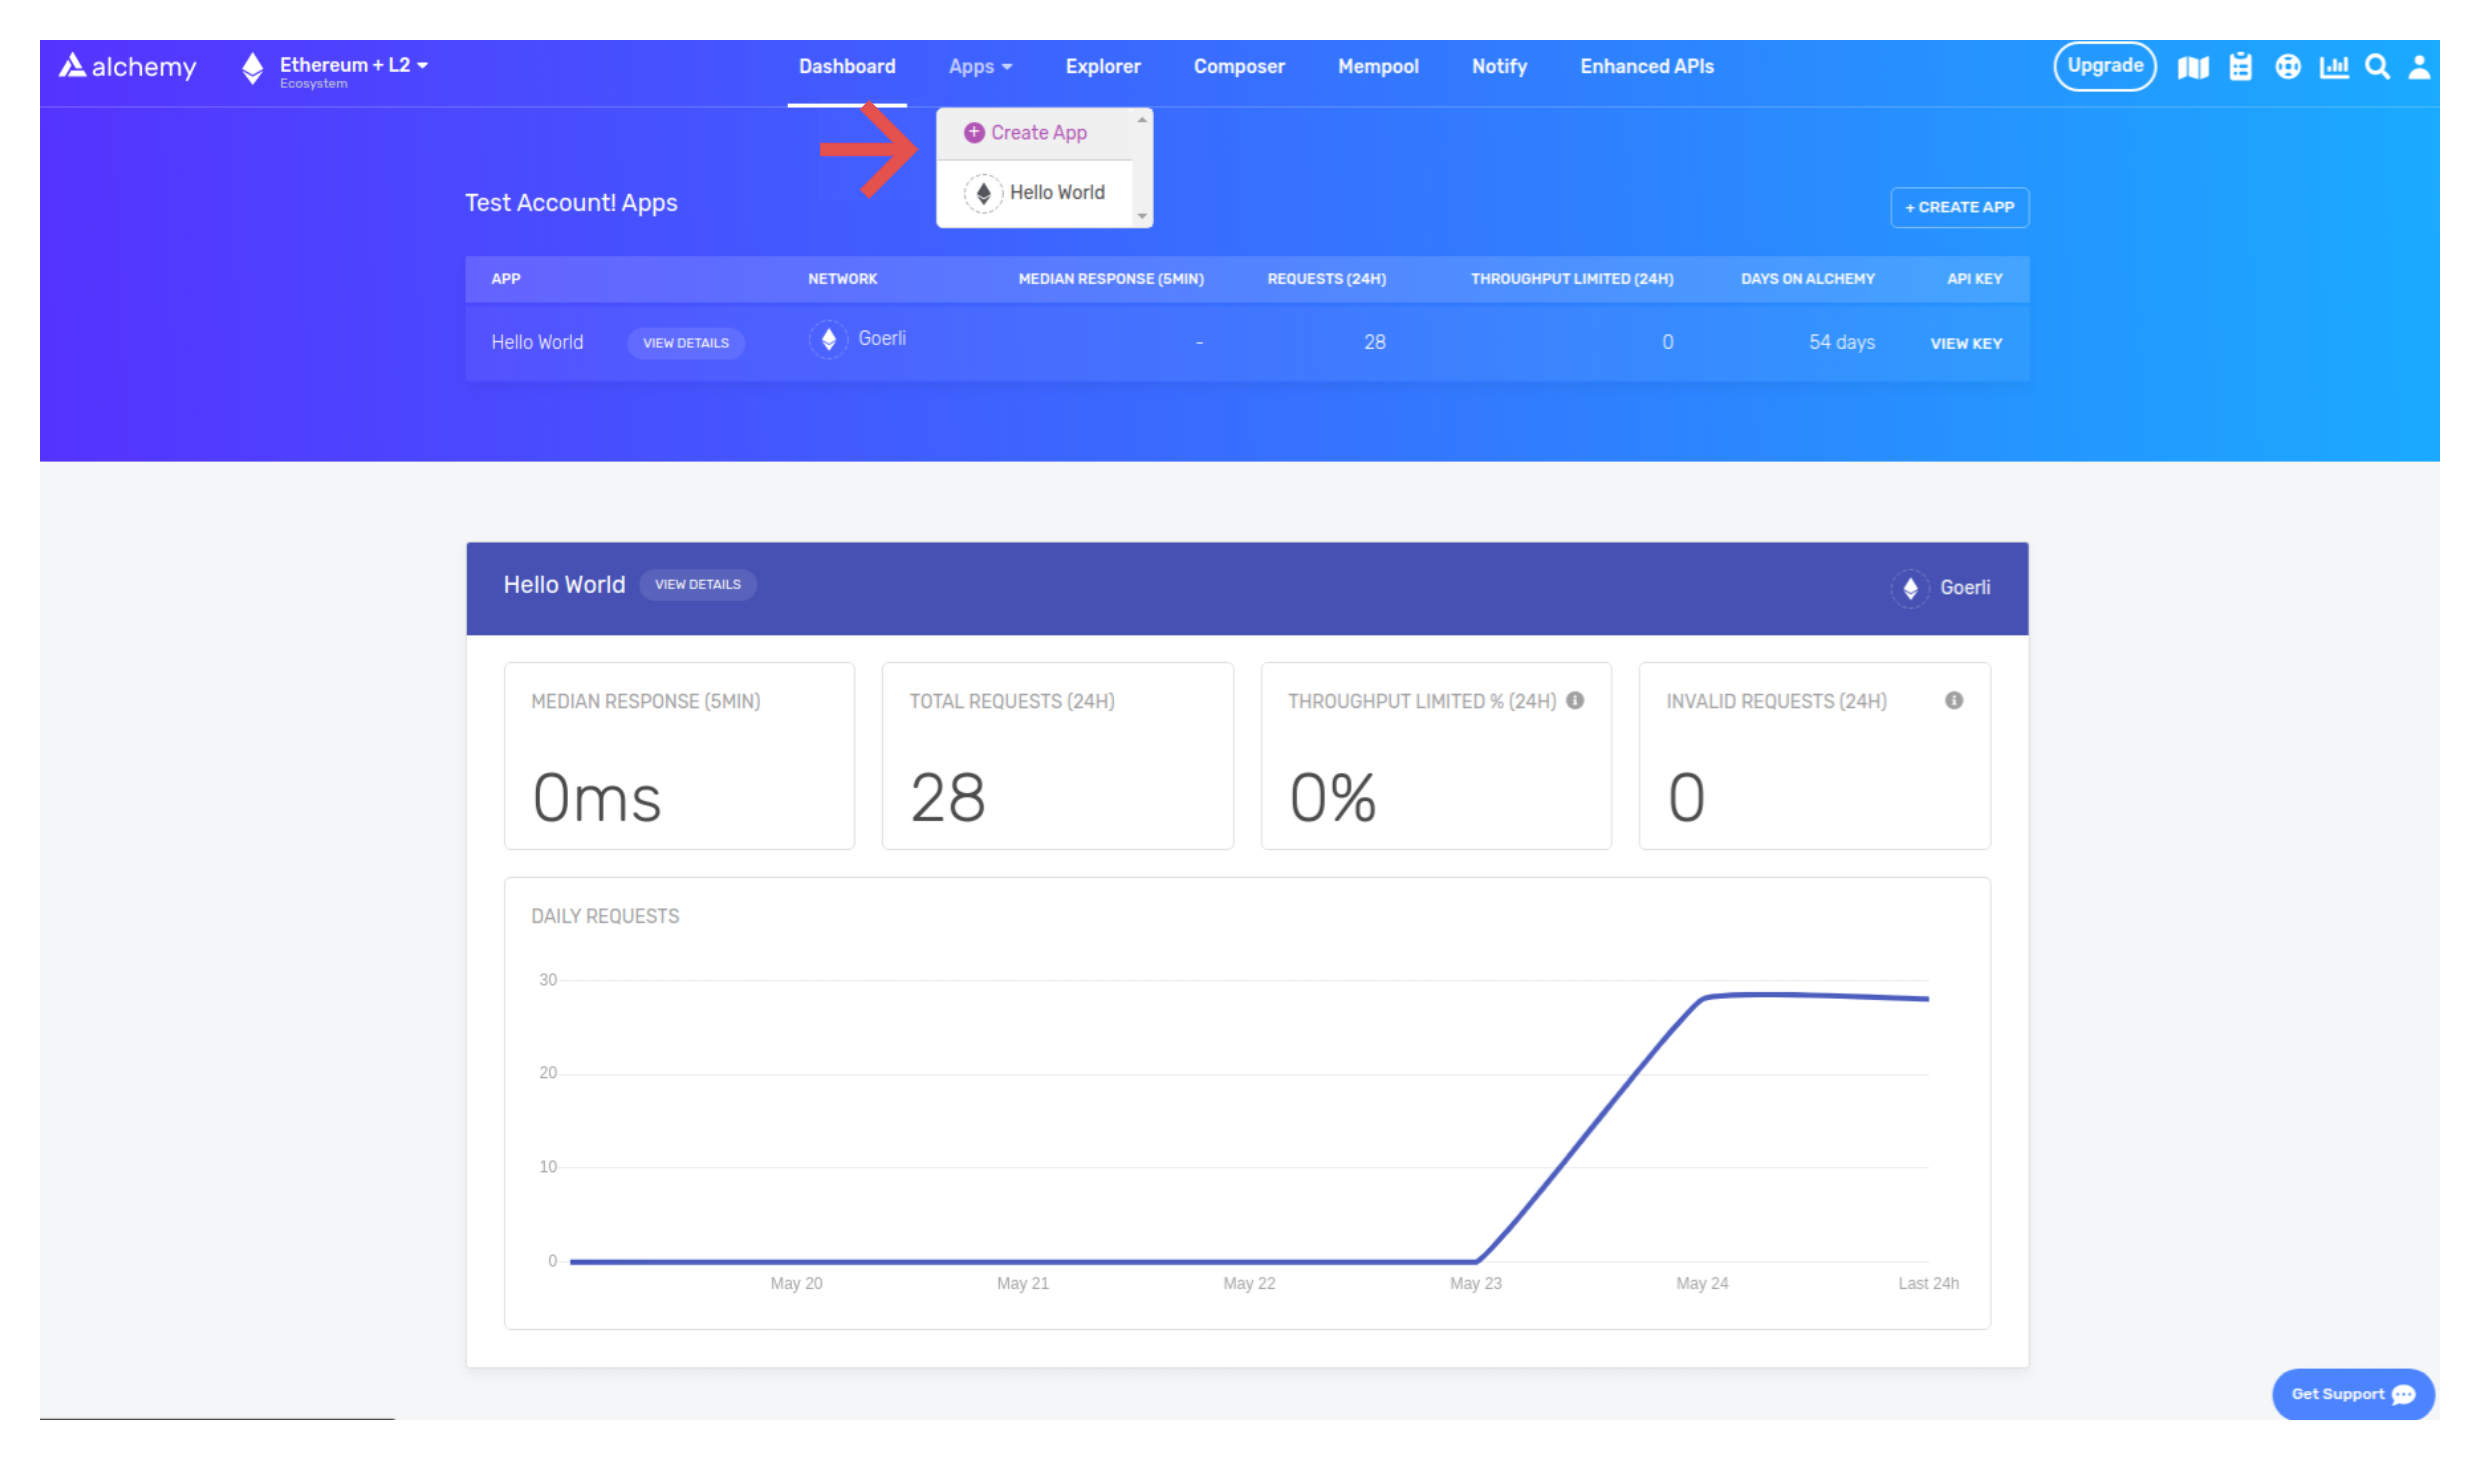 alchemy
Ethereum + L2
Ecosystem
Dashboard
Apps
Explorer
Composer
Mempool
Notify
Enhanced APIs
Upgrade
Create App
Hello World
Test Account! Apps
+ CREATE APP
APP NETWORK MEDIAN RESPONSE (5MIN) REQUESTS (24H) THROUGHPUT LIMITED (24H) DAYS ON ALCHEMY API KEY
Hello World VIEW DETAILS Goerli - 28 0 54 days VIEW KEY
Hello World VIEW DETAILS Goerli
MEDIAN RESPONSE (5MIN)
0ms
TOTAL REQUESTS (24H)
28
THROUGHPUT LIMITED % (24H)
0%
INVALID REQUESTS (24H)
0
DAILY REQUESTS
30
20
10
0
May 20 May 21 May 22 May 23 May 24 Last 24h
Get Support